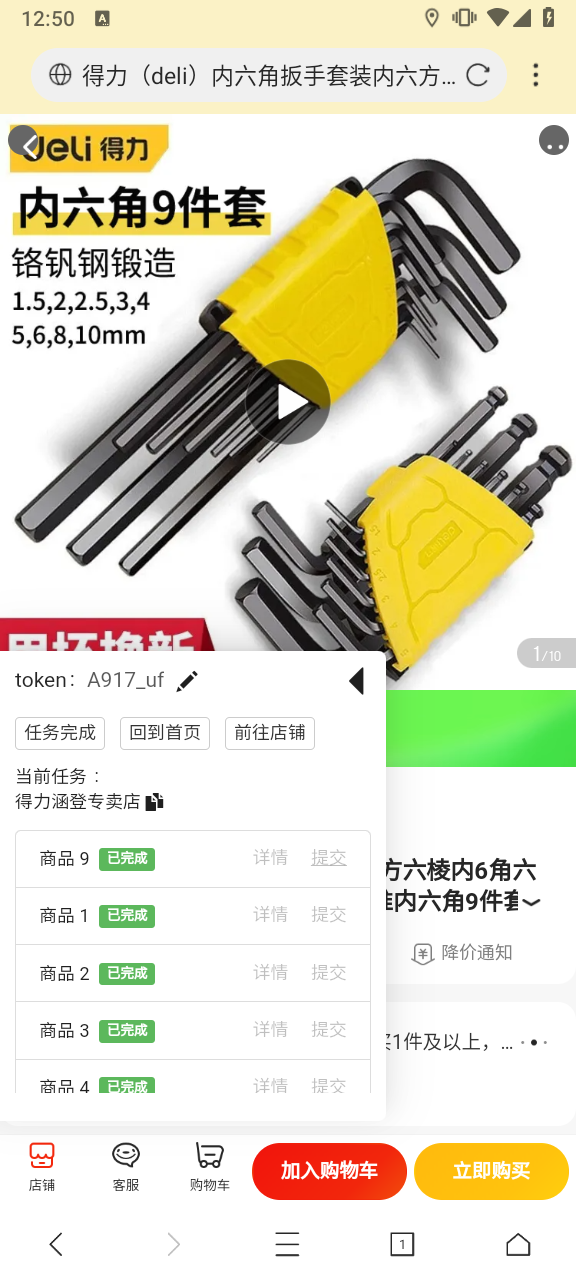 12:50
A
得力（deli）内六角扳手套装内六方...
deli 得力
内六角9件套
铬钒钢锻造
1.5,2,2.5,3,4
5,6,8,10mm
1/10
token： A917_uf
任务完成 回到首页 前往店铺
当前任务：
得力涵登专卖店
商品 9 已完成 详情 提交
商品 1 已完成 详情 提交
商品 2 已完成 详情 提交
商品 3 已完成 详情 提交
商品 4 已完成 详情 提交
方六棱内6角六
内六角9件套
降价通知
买1件及以上，...
店铺 客服 购物车 加入购物车 立即购买
1